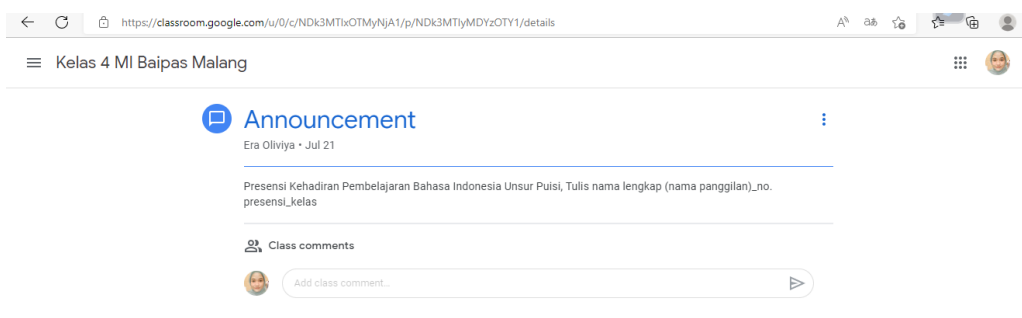 https://classroom.google.com/u/0/c/NDk3MTIxOTMyNjA1/p/NDk3MTIyMDYzOTY1/details
Kelas 4 MI Baipas Malang
Announcement
Era Oliviya • Jul 21
Presensi Kehadiran Pembelajaran Bahasa Indonesia Unsur Puisi, Tulis nama lengkap (nama panggilan)_no.
presensi_kelas
Class comments
Add class comment...